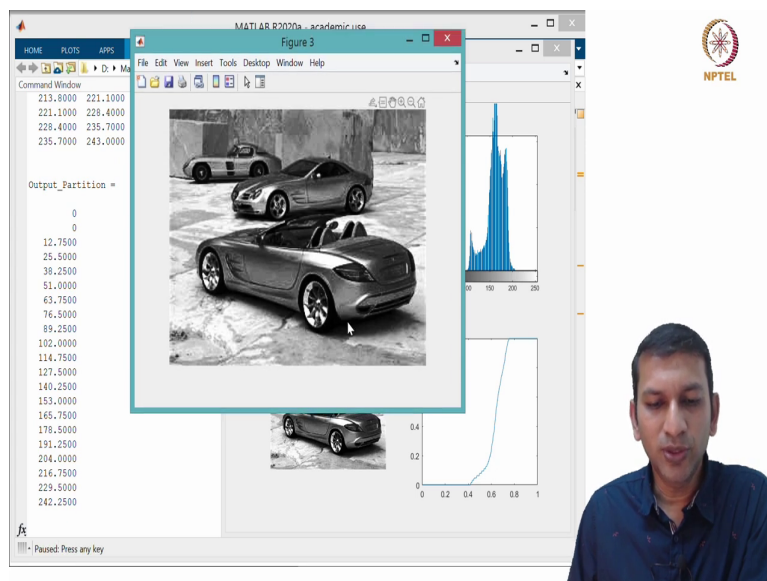 MATLAB R2020a - academic use
HOME PLOTS APPS
Figure 3
File Edit View Insert Tools Desktop Window Help
D: Ma
Command Window
213.8000 221.1000
221.1000 228.4000
228.4000 235.7000
235.7000 243.0000
Output_Partition =
0
0
12.7500
25.5000
38.2500
51.0000
63.7500
76.5000
89.2500
102.0000
114.7500
127.5000
140.2500
153.0000
165.7500
178.5000
191.2500
204.0000
216.7500
229.5000
242.2500
fx
Paused: Press any key
00 150 200 250
0.4
0.2
0
0 0.2 0.4 0.6 0.8 1
NPTEL